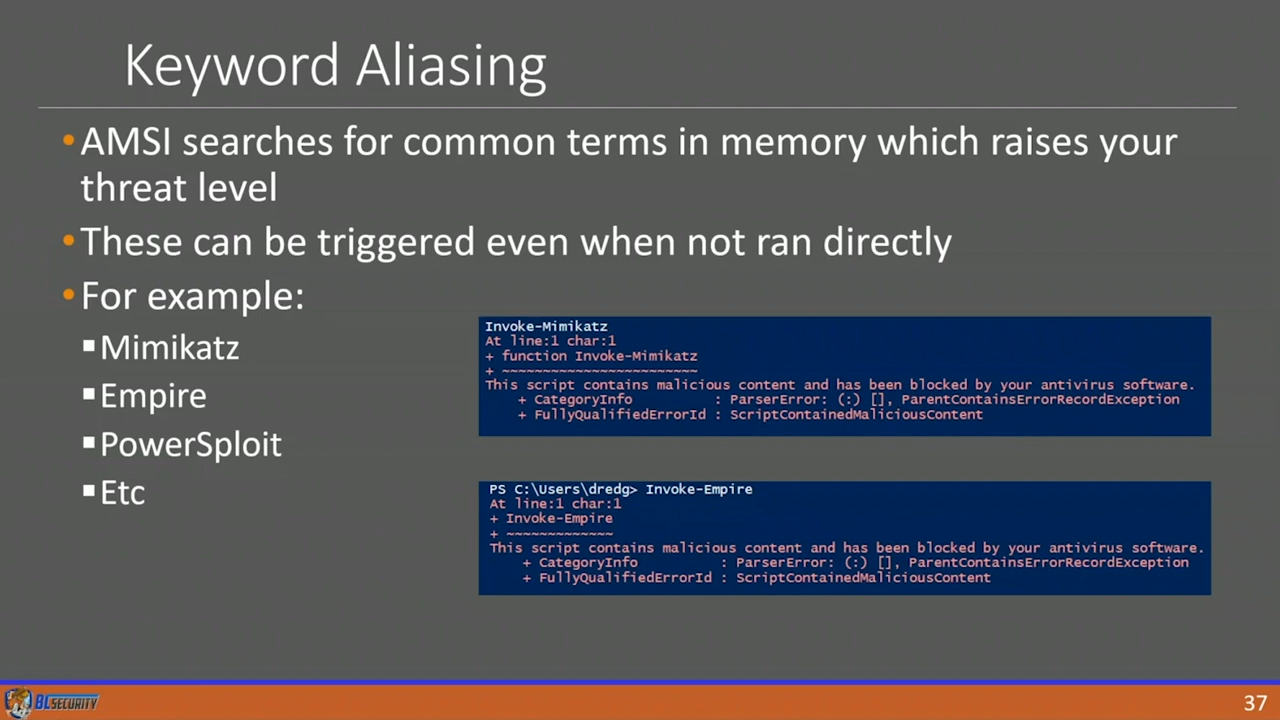 Keyword Aliasing
•AMSI searches for common terms in memory which raises your
threat level
•These can be triggered even when not ran directly
•For example:
▪Mimikatz
▪Empire
▪PowerSploit
▪Etc
Invoke-Mimikatz
At line:1 char:1
+ function Invoke-Mimikatz
+ ~~~~~~~~~~~~~~~~~~~~~~~~
This script contains malicious content and has been blocked by your antivirus software.
+ CategoryInfo : ParserError: (:) [], ParentContainsErrorRecordException
+ FullyQualifiedErrorId : ScriptContainedMaliciousContent
PS C:\Users\dredg> Invoke-Empire
At line:1 char:1
+ Invoke-Empire
+ ~~~~~~~~~~~~~
This script contains malicious content and has been blocked by your antivirus software.
+ CategoryInfo : ParserError: (:) [], ParentContainsErrorRecordException
+ FullyQualifiedErrorId : ScriptContainedMaliciousContent
BLSECURITY
37